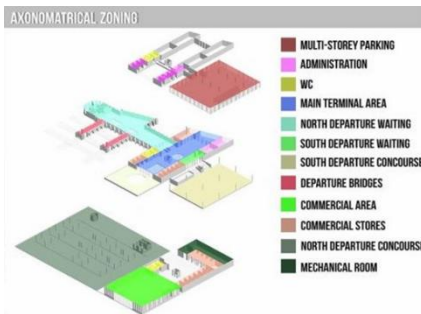 AXONOMATRICAL ZONING
MULTI-STOREY PARKING
ADMINISTRATION
WC
MAIN TERMINAL AREA
NORTH DEPARTURE WAITING
SOUTH DEPARTURE WAITING
SOUTH DEPARTURE CONCOURSE
DEPARTURE BRIDGES
COMMERCIAL AREA
COMMERCIAL STORES
NORTH DEPARTURE CONCOURSE
MECHANICAL ROOM